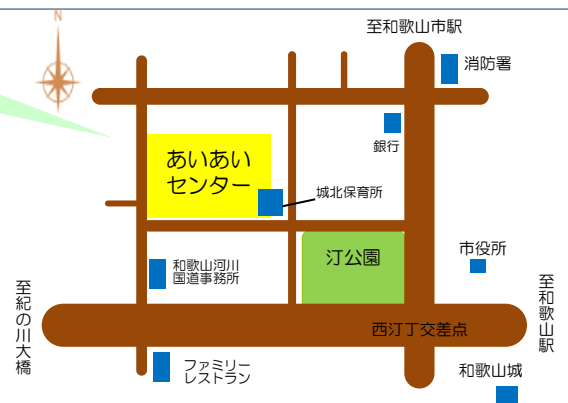 N
至和歌山市駅
消防署
銀行
あいあい
センター
城北保育所
汀公園
市役所
和歌山河川
国道事務所
至紀の川大橋
至和歌山駅
西汀丁交差点
ファミリー
レストラン
和歌山城